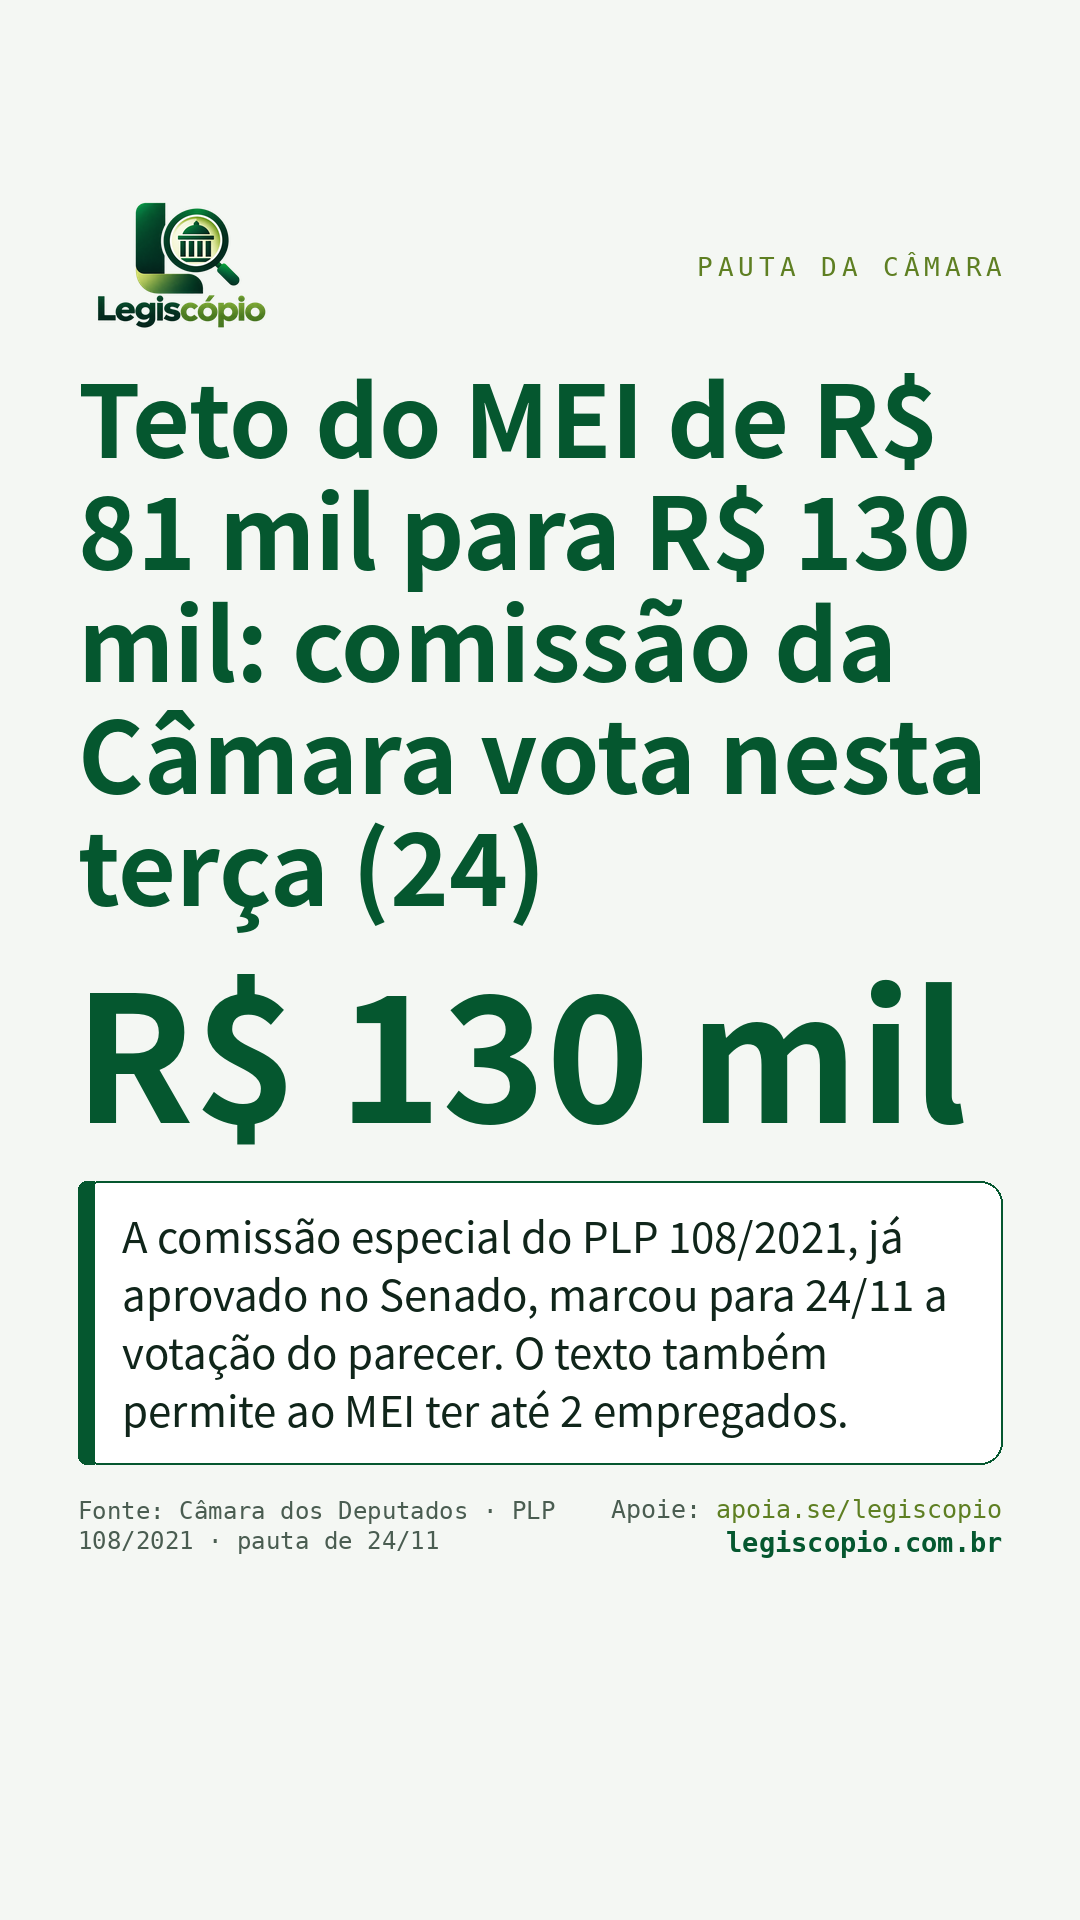 Legiscópio
PAUTA DA CÂMARA
Teto do MEI de R$
81 mil para R$ 130
mil: comissão da
Câmara vota nesta
terça (24)
R$ 130 mil
A comissão especial do PLP 108/2021, já
aprovado no Senado, marcou para 24/11 a
votação do parecer. O texto também
permite ao MEI ter até 2 empregados.
Fonte: Câmara dos Deputados · PLP
108/2021 · pauta de 24/11
Apoie: apoia.se/legiscopio
legiscopio.com.br